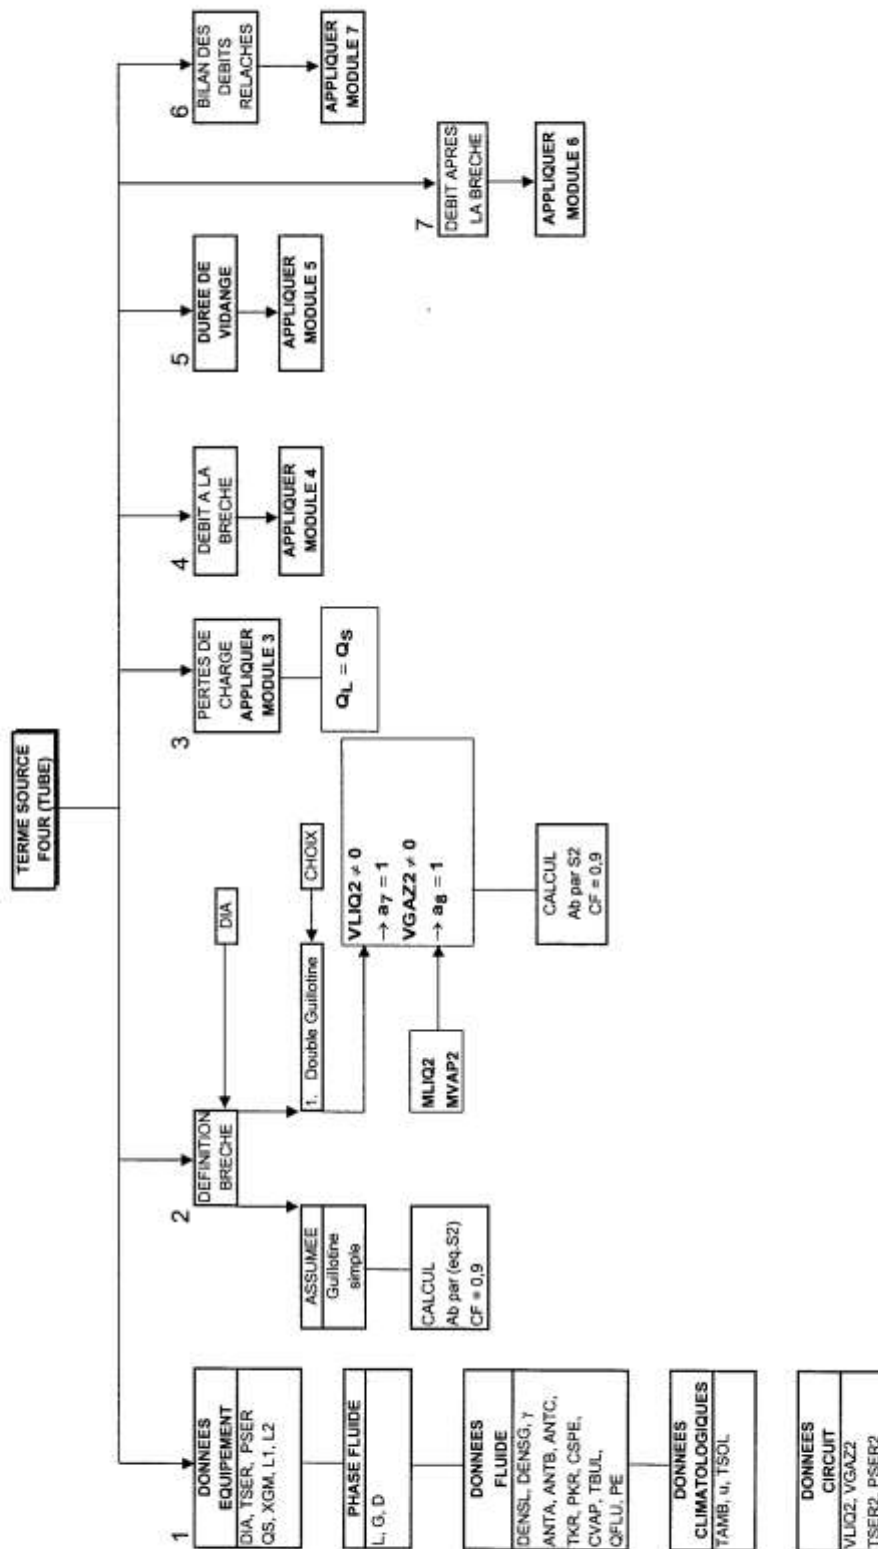 TERME SOURCE
FOUR (TUBE)
1
DONNEES
EQUIPEMENT
DIA, TSER, PSER
QS, XGM, L1, L2
PHASE FLUIDE
L, G, D
DONNEES
FLUIDE
DENSL, DENSG, γ
ANTA, ANTB, ANTC,
TKR, PKR, CSPE,
CVAP, TBUL,
QFLU, PE
DONNEES
CLIMATOLOGIQUES
TAMB, u, TSOL
DONNEES
CIRCUIT
VLIQ2, VGAZ2
TSER2, PSER2
2
DEFINITION
BRECHE
DIA
ASSUMEE
Guillotine
simple
CALCUL
Ab par (eq.S2)
CF = 0,9
1. Double Guillotine
CHOIX
MLIQ2
MVAP2
VLIQ2 ≠ 0
→ a7 = 1
VGAZ2 ≠ 0
→ a8 = 1
CALCUL
Ab par S2
CF = 0,9
3
PERTES DE
CHARGE
APPLIQUER
MODULE 3
QL = QS
4
DEBIT A LA
BRECHE
APPLIQUER
MODULE 4
5
DUREE DE
VIDANGE
APPLIQUER
MODULE 5
6
BILAN DES
DEBITS
RELACHES
APPLIQUER
MODULE 7
7
DEBIT APRES
LA BRECHE
APPLIQUER
MODULE 6